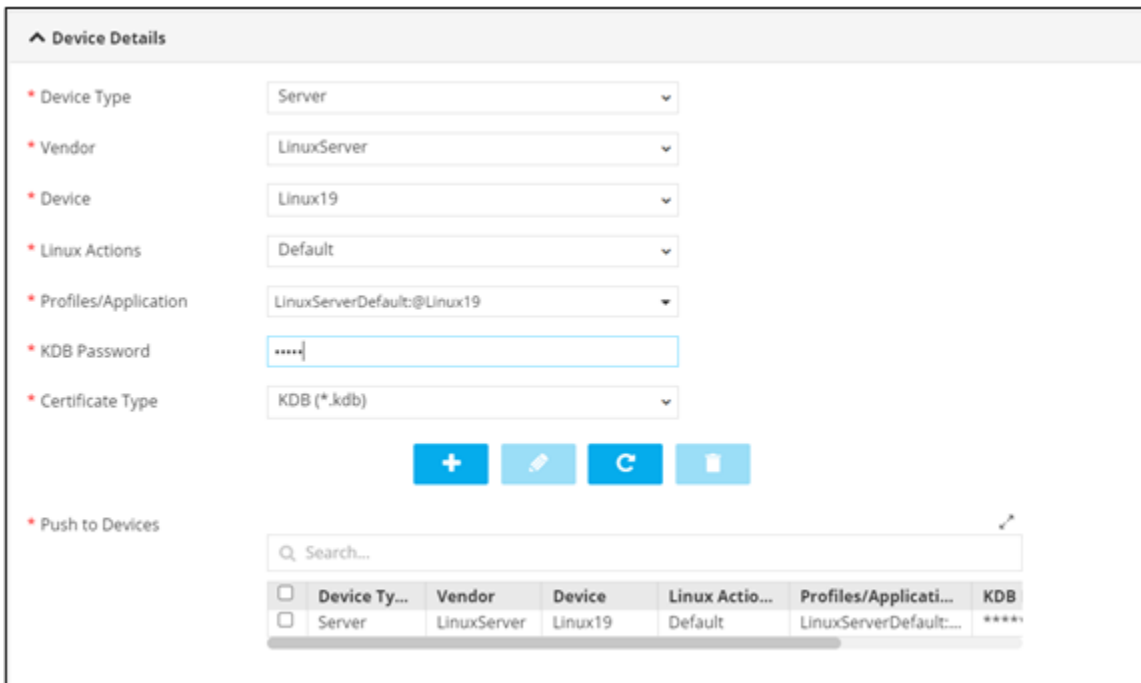 Device Details
* Device Type Server
* Vendor LinuxServer
* Device Linux19
* Linux Actions Default
* Profiles/Application LinuxServerDefault:@Linux19
* KDB Password •••••
* Certificate Type KDB (*.kdb)
* Push to Devices
Search...
Device Ty... Vendor Device Linux Actio... Profiles/Applicati... KDB
Server LinuxServer Linux19 Default LinuxServerDefault:... ****